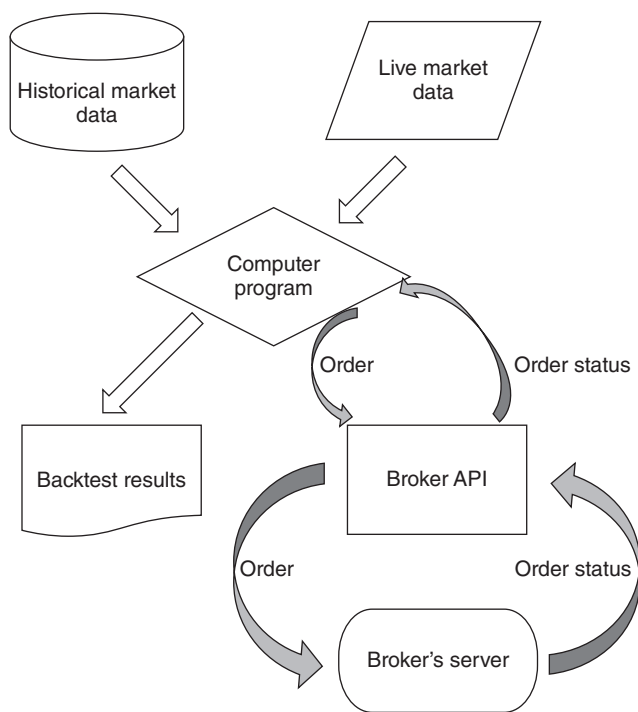 Historical market
data
Live market
data
Computer
program
Order
Order status
Backtest results
Broker API
Order
Order status
Broker's server